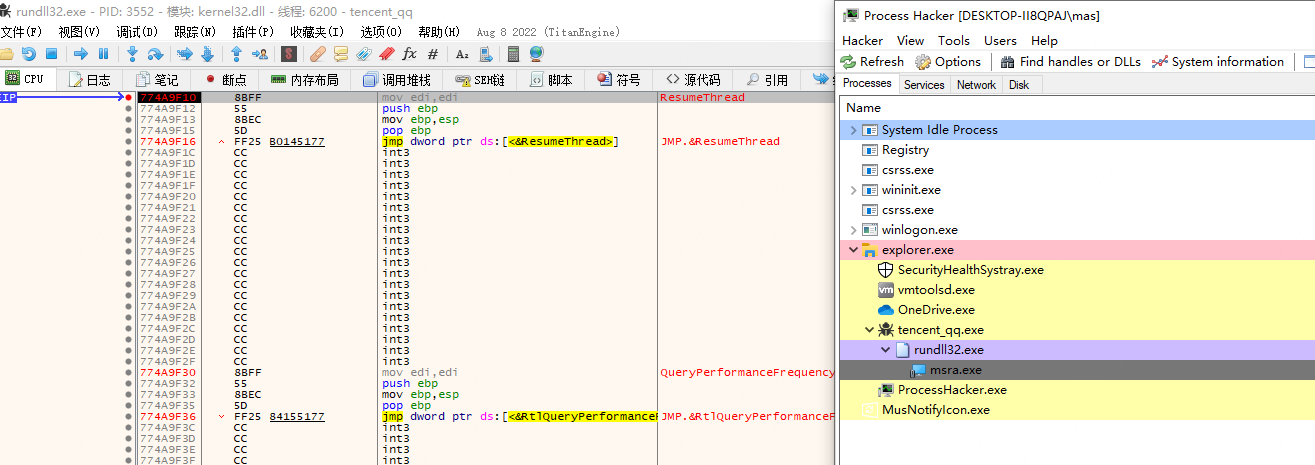 rundll32.exe - PID: 3552 - 模块: kernel32.dll - 线程: 6200 - tencent_qq
文件(F) 视图(V) 调试(D) 跟踪(N) 插件(P) 收藏夹(I) 选项(O) 帮助(H) Aug 8 2022 (TitanEngine)
CPU 日志 笔记 断点 内存布局 调用堆栈 SEH链 脚本 符号 源代码 引用
EIP 774A9F10 8BFF mov edi,edi ResumeThread
774A9F12 55 push ebp
774A9F13 8BEC mov ebp,esp
774A9F15 5D pop ebp
774A9F16 FF25 B0145177 jmp dword ptr ds:[<&ResumeThread>] JMP.&ResumeThread
774A9F1C CC int3
774A9F1D CC int3
774A9F1E CC int3
774A9F1F CC int3
774A9F20 CC int3
774A9F21 CC int3
774A9F22 CC int3
774A9F23 CC int3
774A9F24 CC int3
774A9F25 CC int3
774A9F26 CC int3
774A9F27 CC int3
774A9F28 CC int3
774A9F29 CC int3
774A9F2A CC int3
774A9F2B CC int3
774A9F2C CC int3
774A9F2D CC int3
774A9F2E CC int3
774A9F2F CC int3
774A9F30 8BFF mov edi,edi QueryPerformanceFrequency
774A9F32 55 push ebp
774A9F33 8BEC mov ebp,esp
774A9F35 5D pop ebp
774A9F36 FF25 84155177 jmp dword ptr ds:[<&RtlQueryPerformanceF JMP.&RtlQueryPerformanceF
774A9F3C CC int3
774A9F3D CC int3
774A9F3E CC int3
774A9F3F CC int3
Process Hacker [DESKTOP-II8QPAJ\mas]
Hacker View Tools Users Help
Refresh Options Find handles or DLLs System information
Processes Services Network Disk
Name
System Idle Process
Registry
csrss.exe
wininit.exe
csrss.exe
winlogon.exe
explorer.exe
SecurityHealthSystray.exe
vmtoolsd.exe
OneDrive.exe
tencent_qq.exe
rundll32.exe
msra.exe
ProcessHacker.exe
MusNotifyIcon.exe